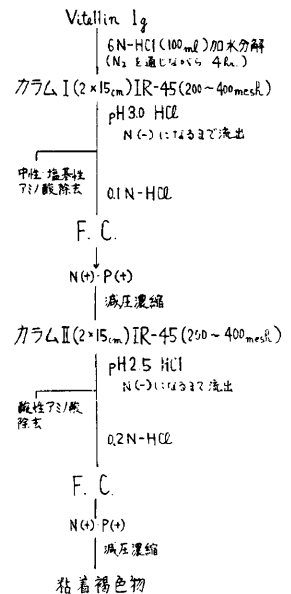 Vitellin 1g
6N-HCl(100ml)加水分解
(N₂を通じながら 4hr.)
カラムI(2×15cm)IR-45(200~400mesh)
pH3.0 HCl
N(-)になるまで流出
中性・塩基性
アミノ酸除去
0.1N-HCl
F. C.
N(+)・P(+)
減圧濃縮
カラムII(2×15cm)IR-45(200~400mesh)
pH2.5 HCl
N(-)になるまで流出
酸性アミノ酸
除去
0.2N-HCl
F. C.
N(+)・P(+)
減圧濃縮
粘着褐色物